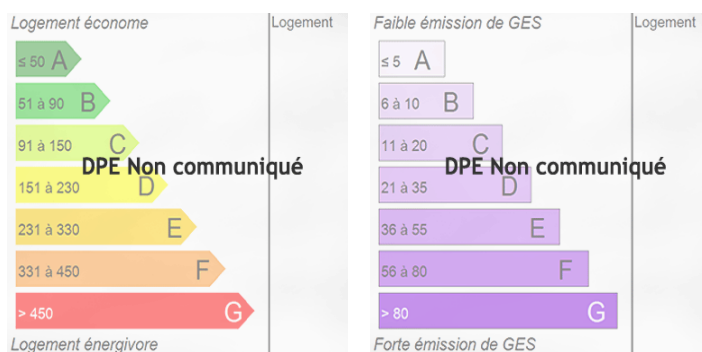 Logement économe
Logement
≤ 50 A
51 à 90 B
91 à 150 C
DPE Non communiqué
151 à 230 D
231 à 330 E
331 à 450 F
> 450 G
Logement énergivore
Faible émission de GES
Logement
≤ 5 A
6 à 10 B
11 à 20 C
DPE Non communiqué
21 à 35 D
36 à 55 E
56 à 80 F
> 80 G
Forte émission de GES